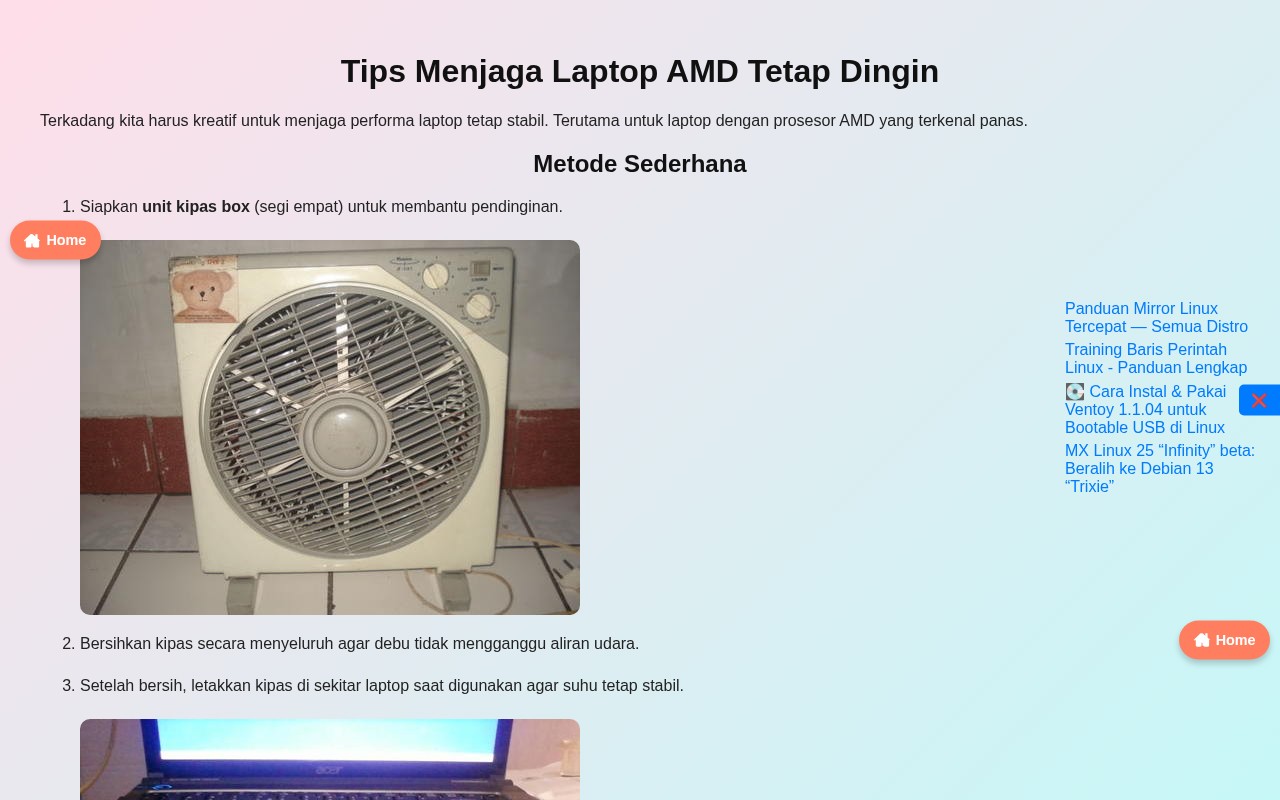 Tips Menjaga Laptop AMD Tetap Dingin
Terkadang kita harus kreatif untuk menjaga performa laptop tetap stabil. Terutama untuk laptop dengan prosesor AMD yang terkenal panas.
Metode Sederhana
1. Siapkan unit kipas box (segi empat) untuk membantu pendinginan.
Home
Panduan Mirror Linux
Tercepat — Semua Distro
Training Baris Perintah
Linux - Panduan Lengkap
Cara Instal & Pakai
Ventoy 1.1.04 untuk
Bootable USB di Linux
MX Linux 25 “Infinity” beta:
Beralih ke Debian 13
“Trixie”
2. Bersihkan kipas secara menyeluruh agar debu tidak mengganggu aliran udara.
Home
3. Setelah bersih, letakkan kipas di sekitar laptop saat digunakan agar suhu tetap stabil.
acer